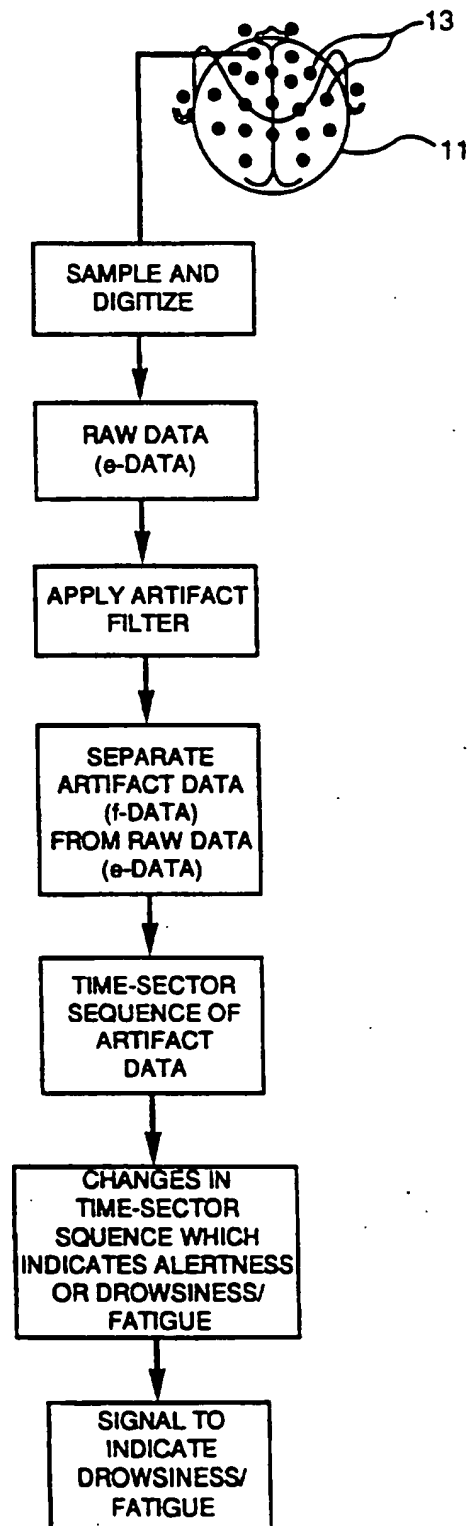 13
11
SAMPLE AND
DIGITIZE
RAW DATA
(e-DATA)
APPLY ARTIFACT
FILTER
SEPARATE
ARTIFACT DATA
(f-DATA)
FROM RAW DATA
(e-DATA)
TIME-SECTOR
SEQUENCE OF
ARTIFACT
DATA
CHANGES IN
TIME-SECTOR
SQUENCE WHICH
INDICATES ALERTNESS
OR DROWSINESS/
FATIGUE
SIGNAL TO
INDICATE
DROWSINESS/
FATIGUE